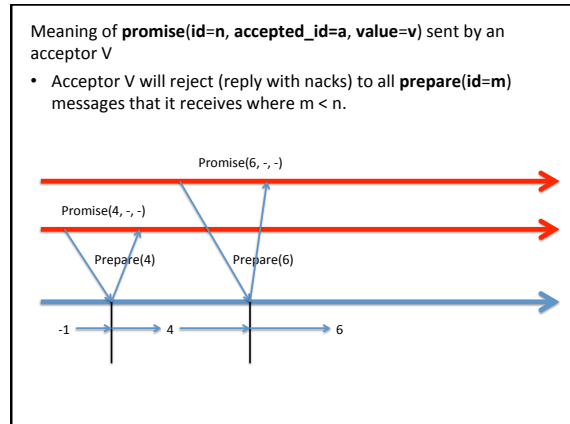 Meaning of promise(id=n, accepted_id=a, value=v) sent by an
acceptor V
• Acceptor V will reject (reply with nacks) to all prepare(id=m)
messages that it receives where m < n.
Promise(6, -, -)
Promise(4, -, -)
Prepare(4)
Prepare(6)
-1
4
6